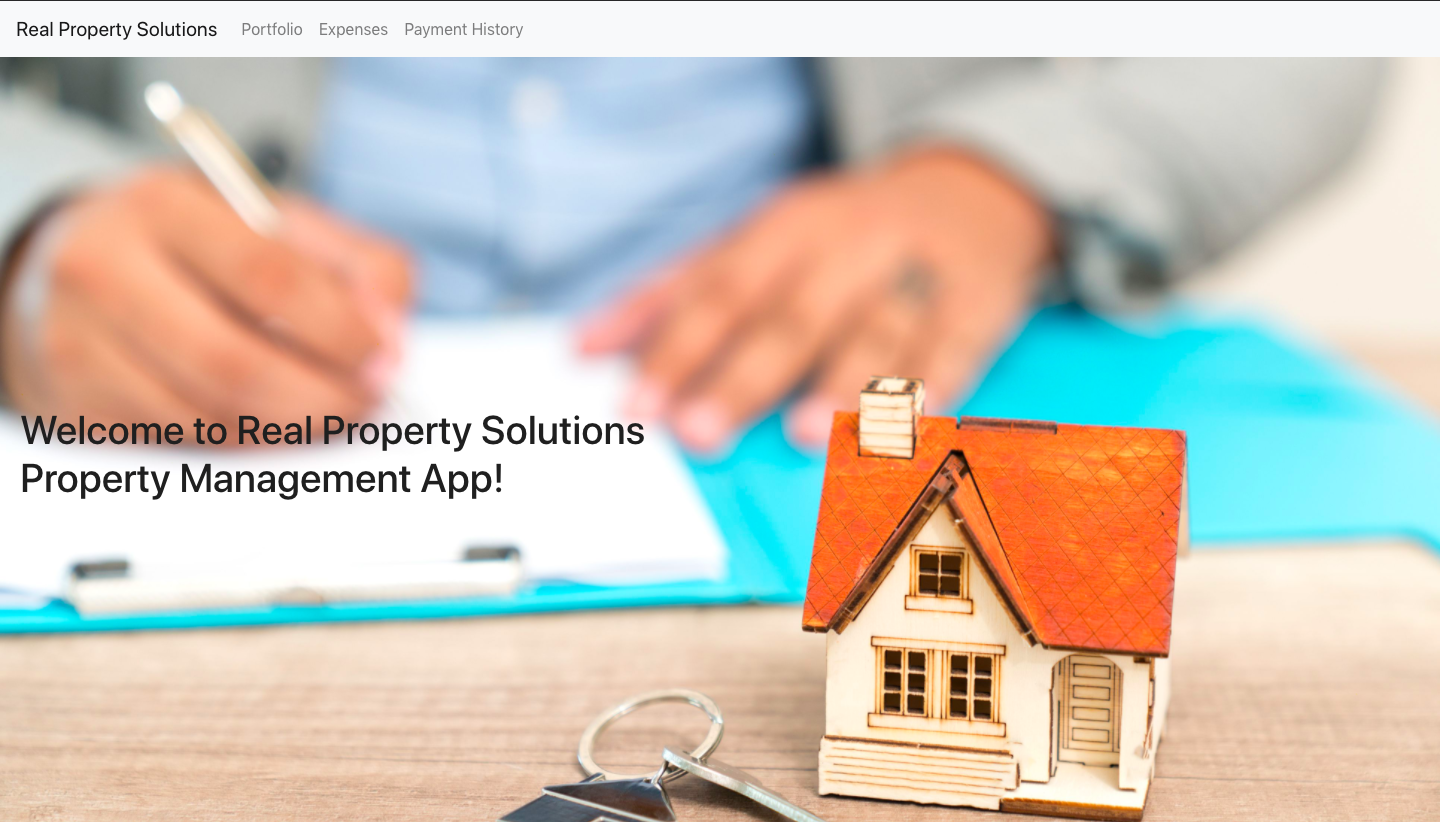 Real Property Solutions Portfolio Expenses Payment History
Welcome to Real Property Solutions
Property Management App!